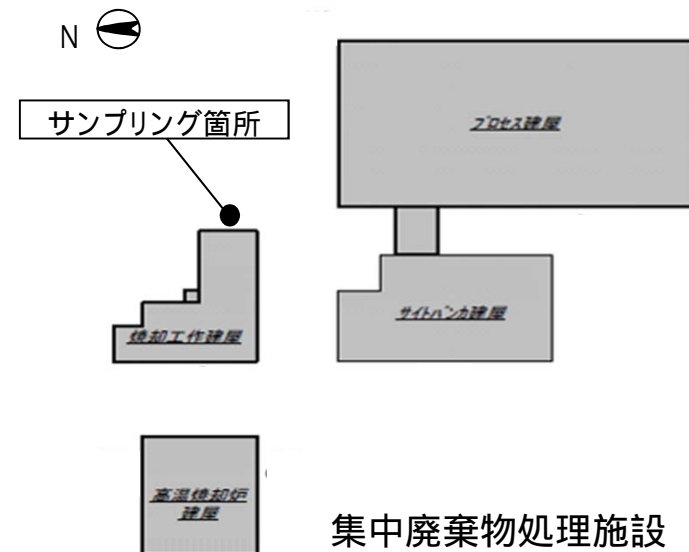 N
サンプリング箇所
プロセス建屋
サイトバンカ建屋
焼却工作建屋
高温焼却炉
建屋
集中廃棄物処理施設